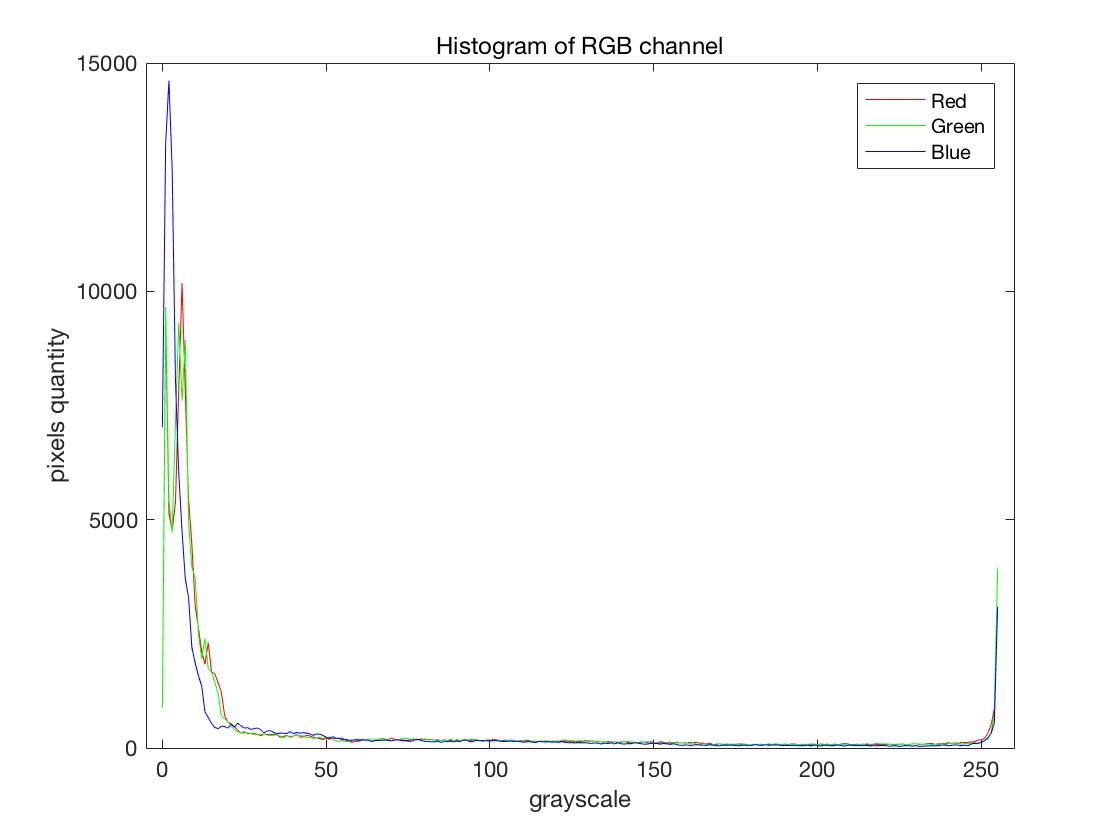 Histogram of RGB channel
15000
10000
5000
0
pixels quantity
Red
Green
Blue
0 50 100 150 200 250
grayscale